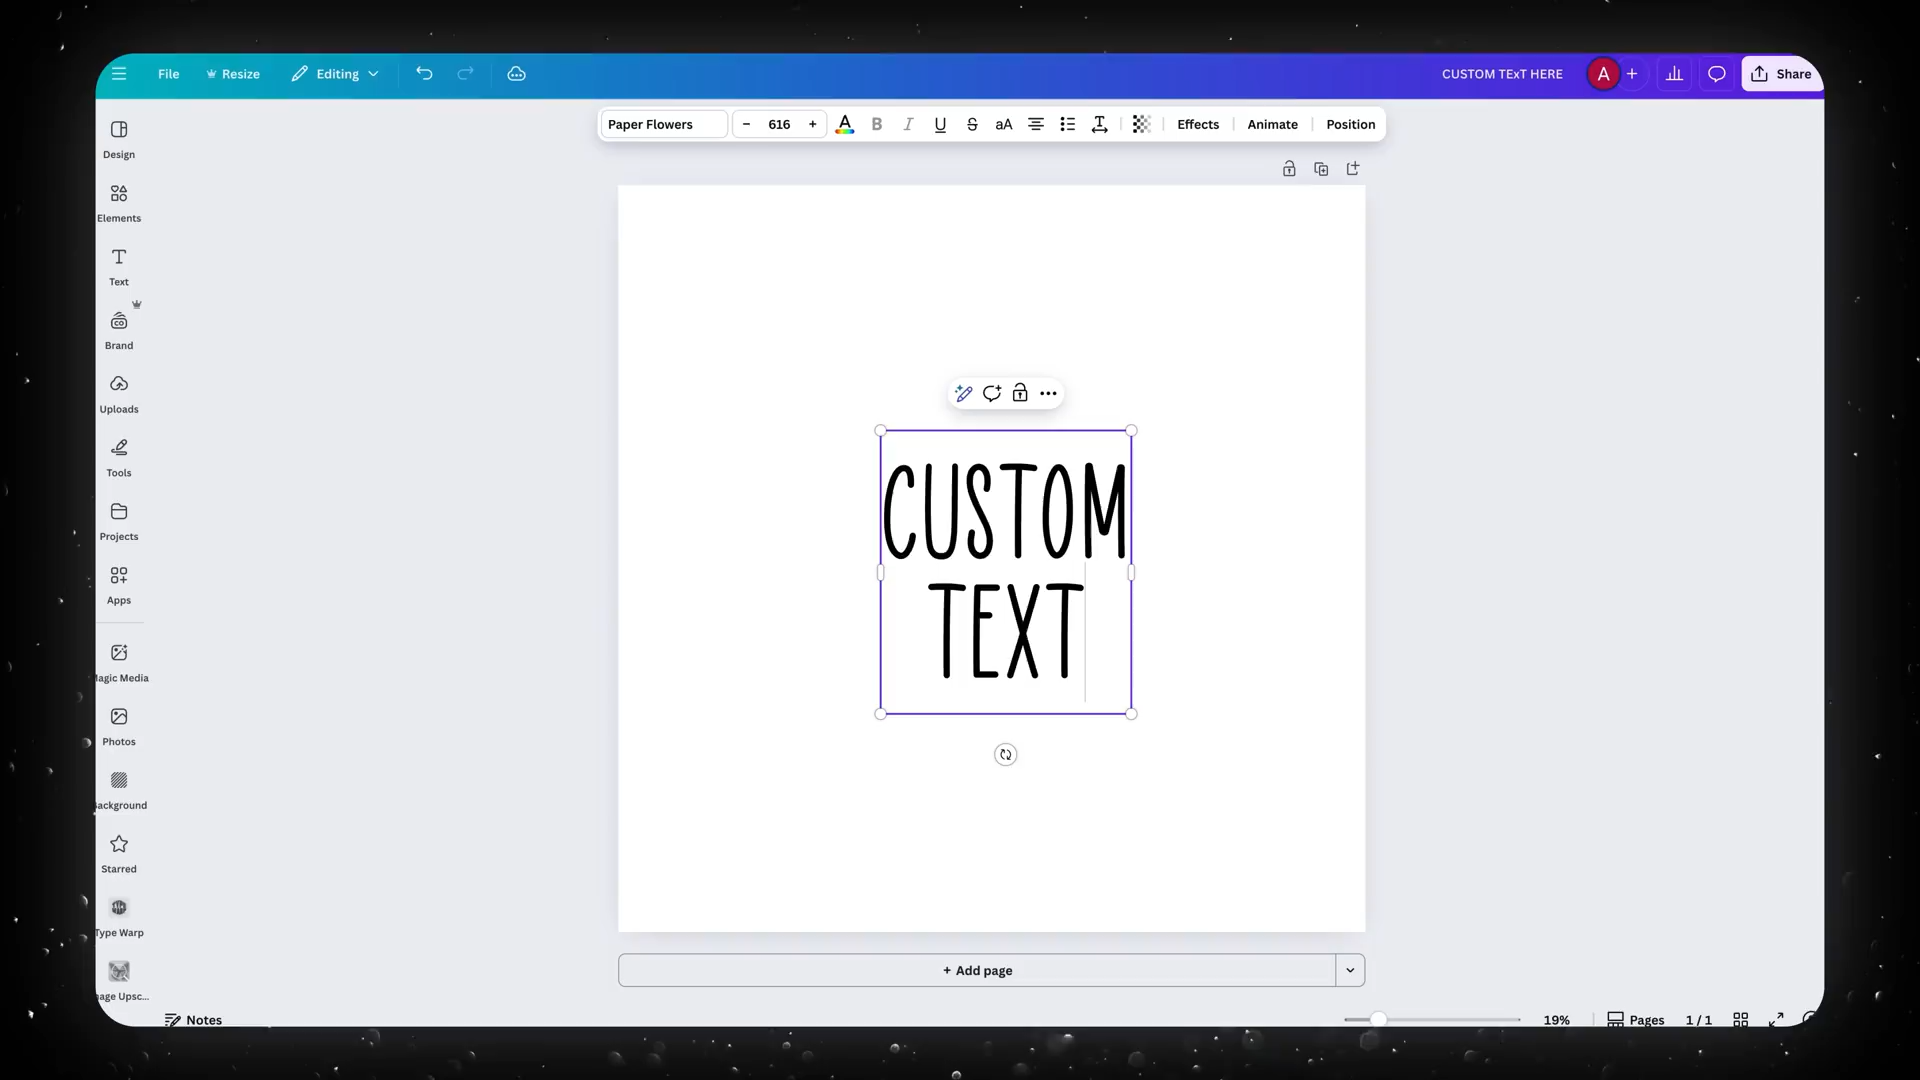 File
Resize
Editing
CUSTOM TExT HERE
A
Share
Paper Flowers
616
A
B
I
U
S
aA
Effects
Animate
Position
Design
Elements
Text
Brand
Uploads
Tools
Projects
Apps
agic Media
Photos
Background
Starred
Type Warp
age Upsc...
CUSTOM
TEXT
+ Add page
Notes
19%
Pages
1 / 1